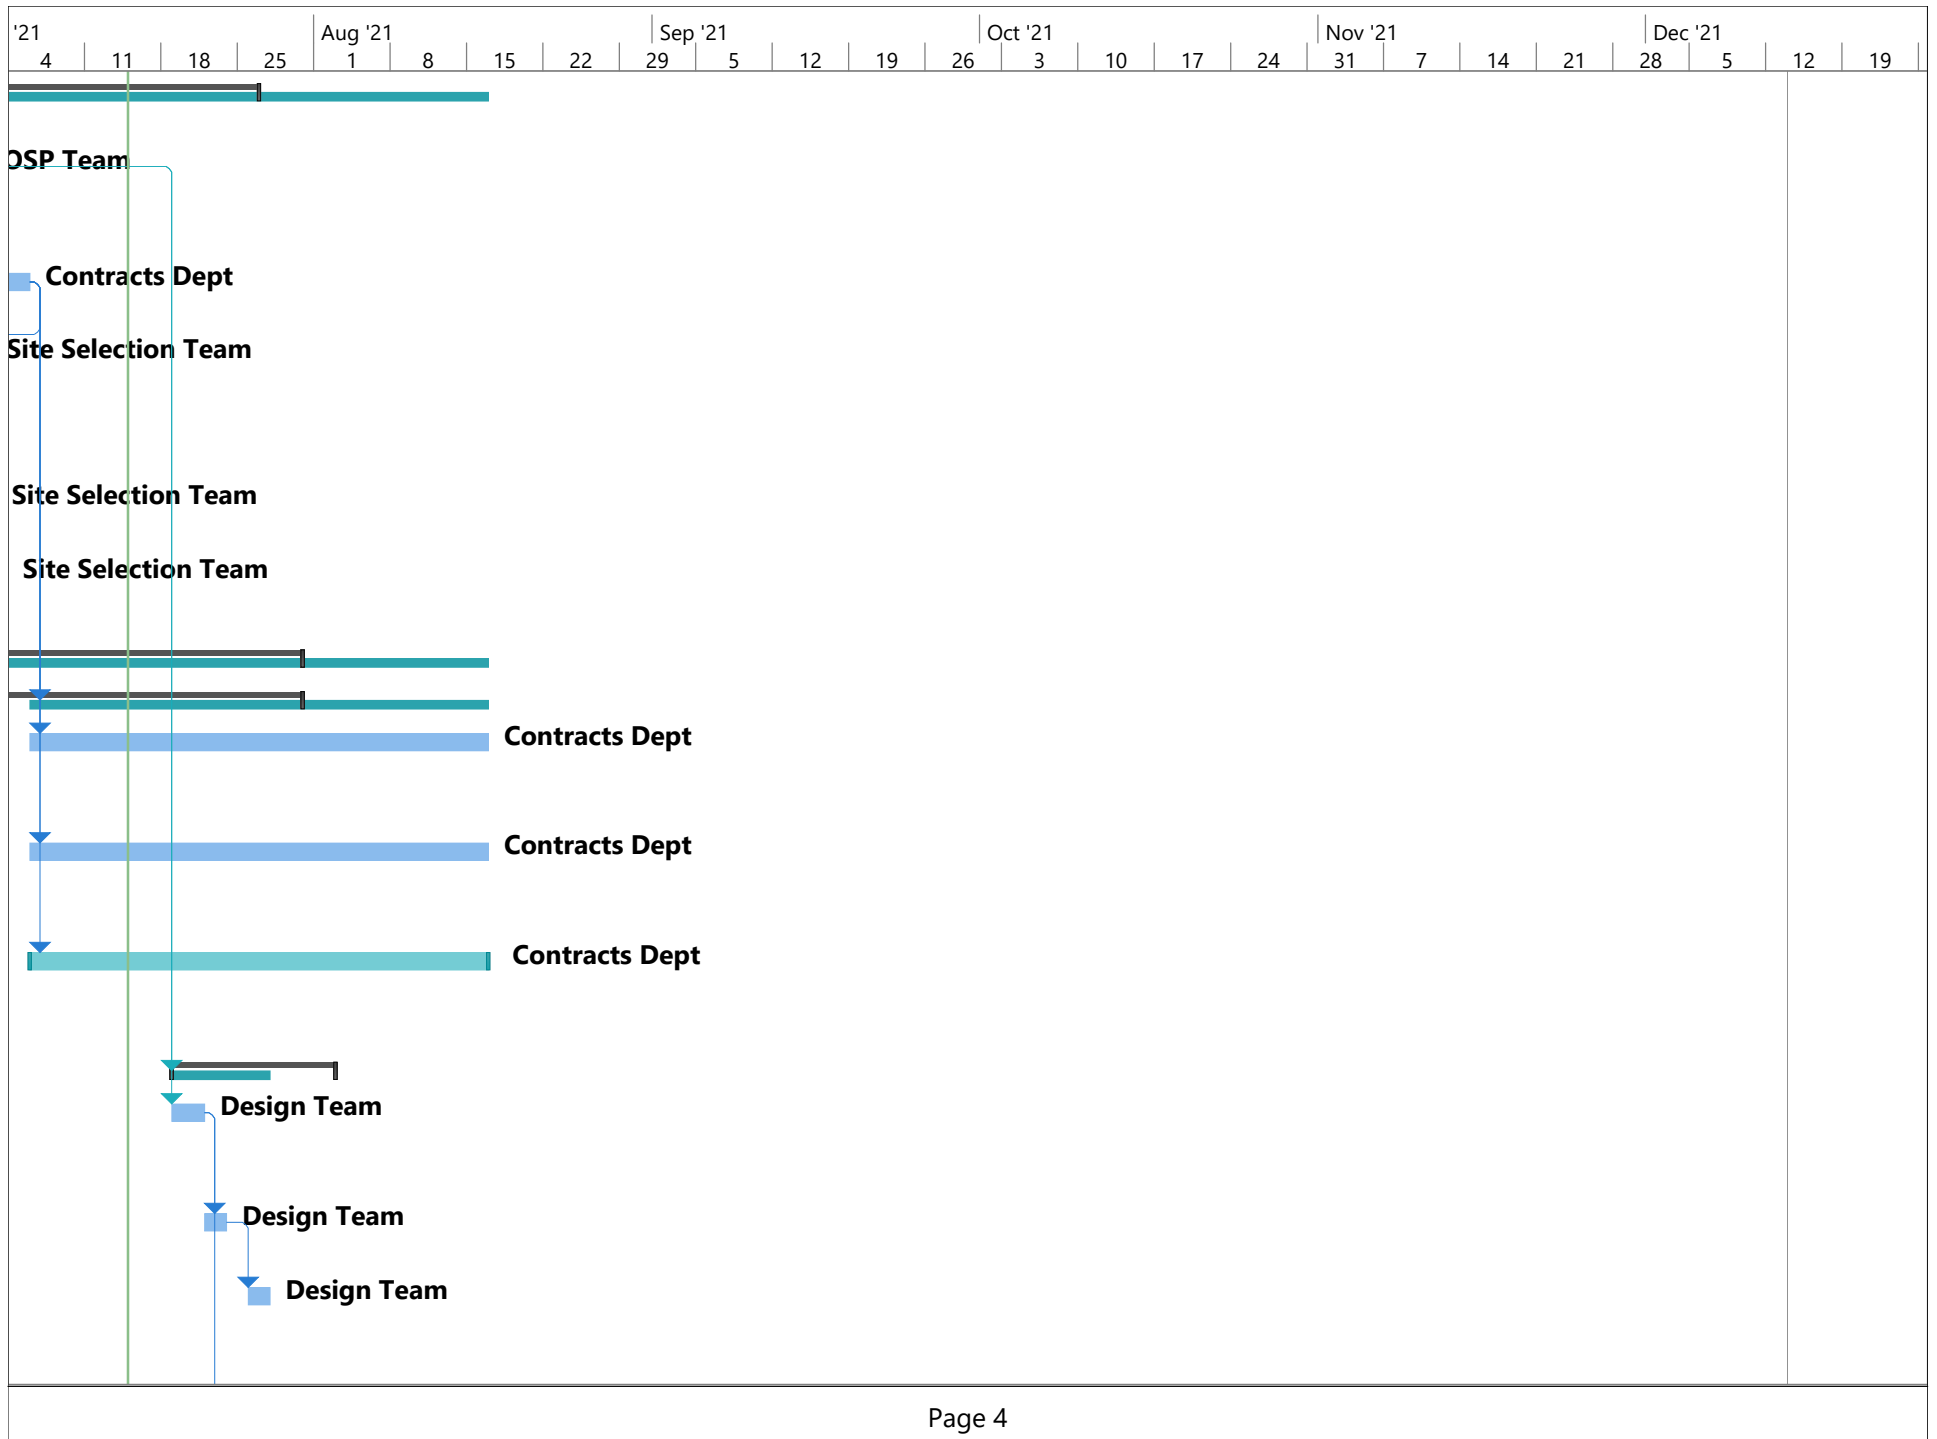 '21 Aug '21 Sep '21 Oct '21 Nov '21 Dec '21
4 11 18 25 1 8 15 22 29 5 12 19 26 3 10 17 24 31 7 14 21 28 5 12 19
OSP Team
Contracts Dept
Site Selection Team
Site Selection Team
Site Selection Team
Contracts Dept
Contracts Dept
Contracts Dept
Design Team
Design Team
Design Team
Page 4